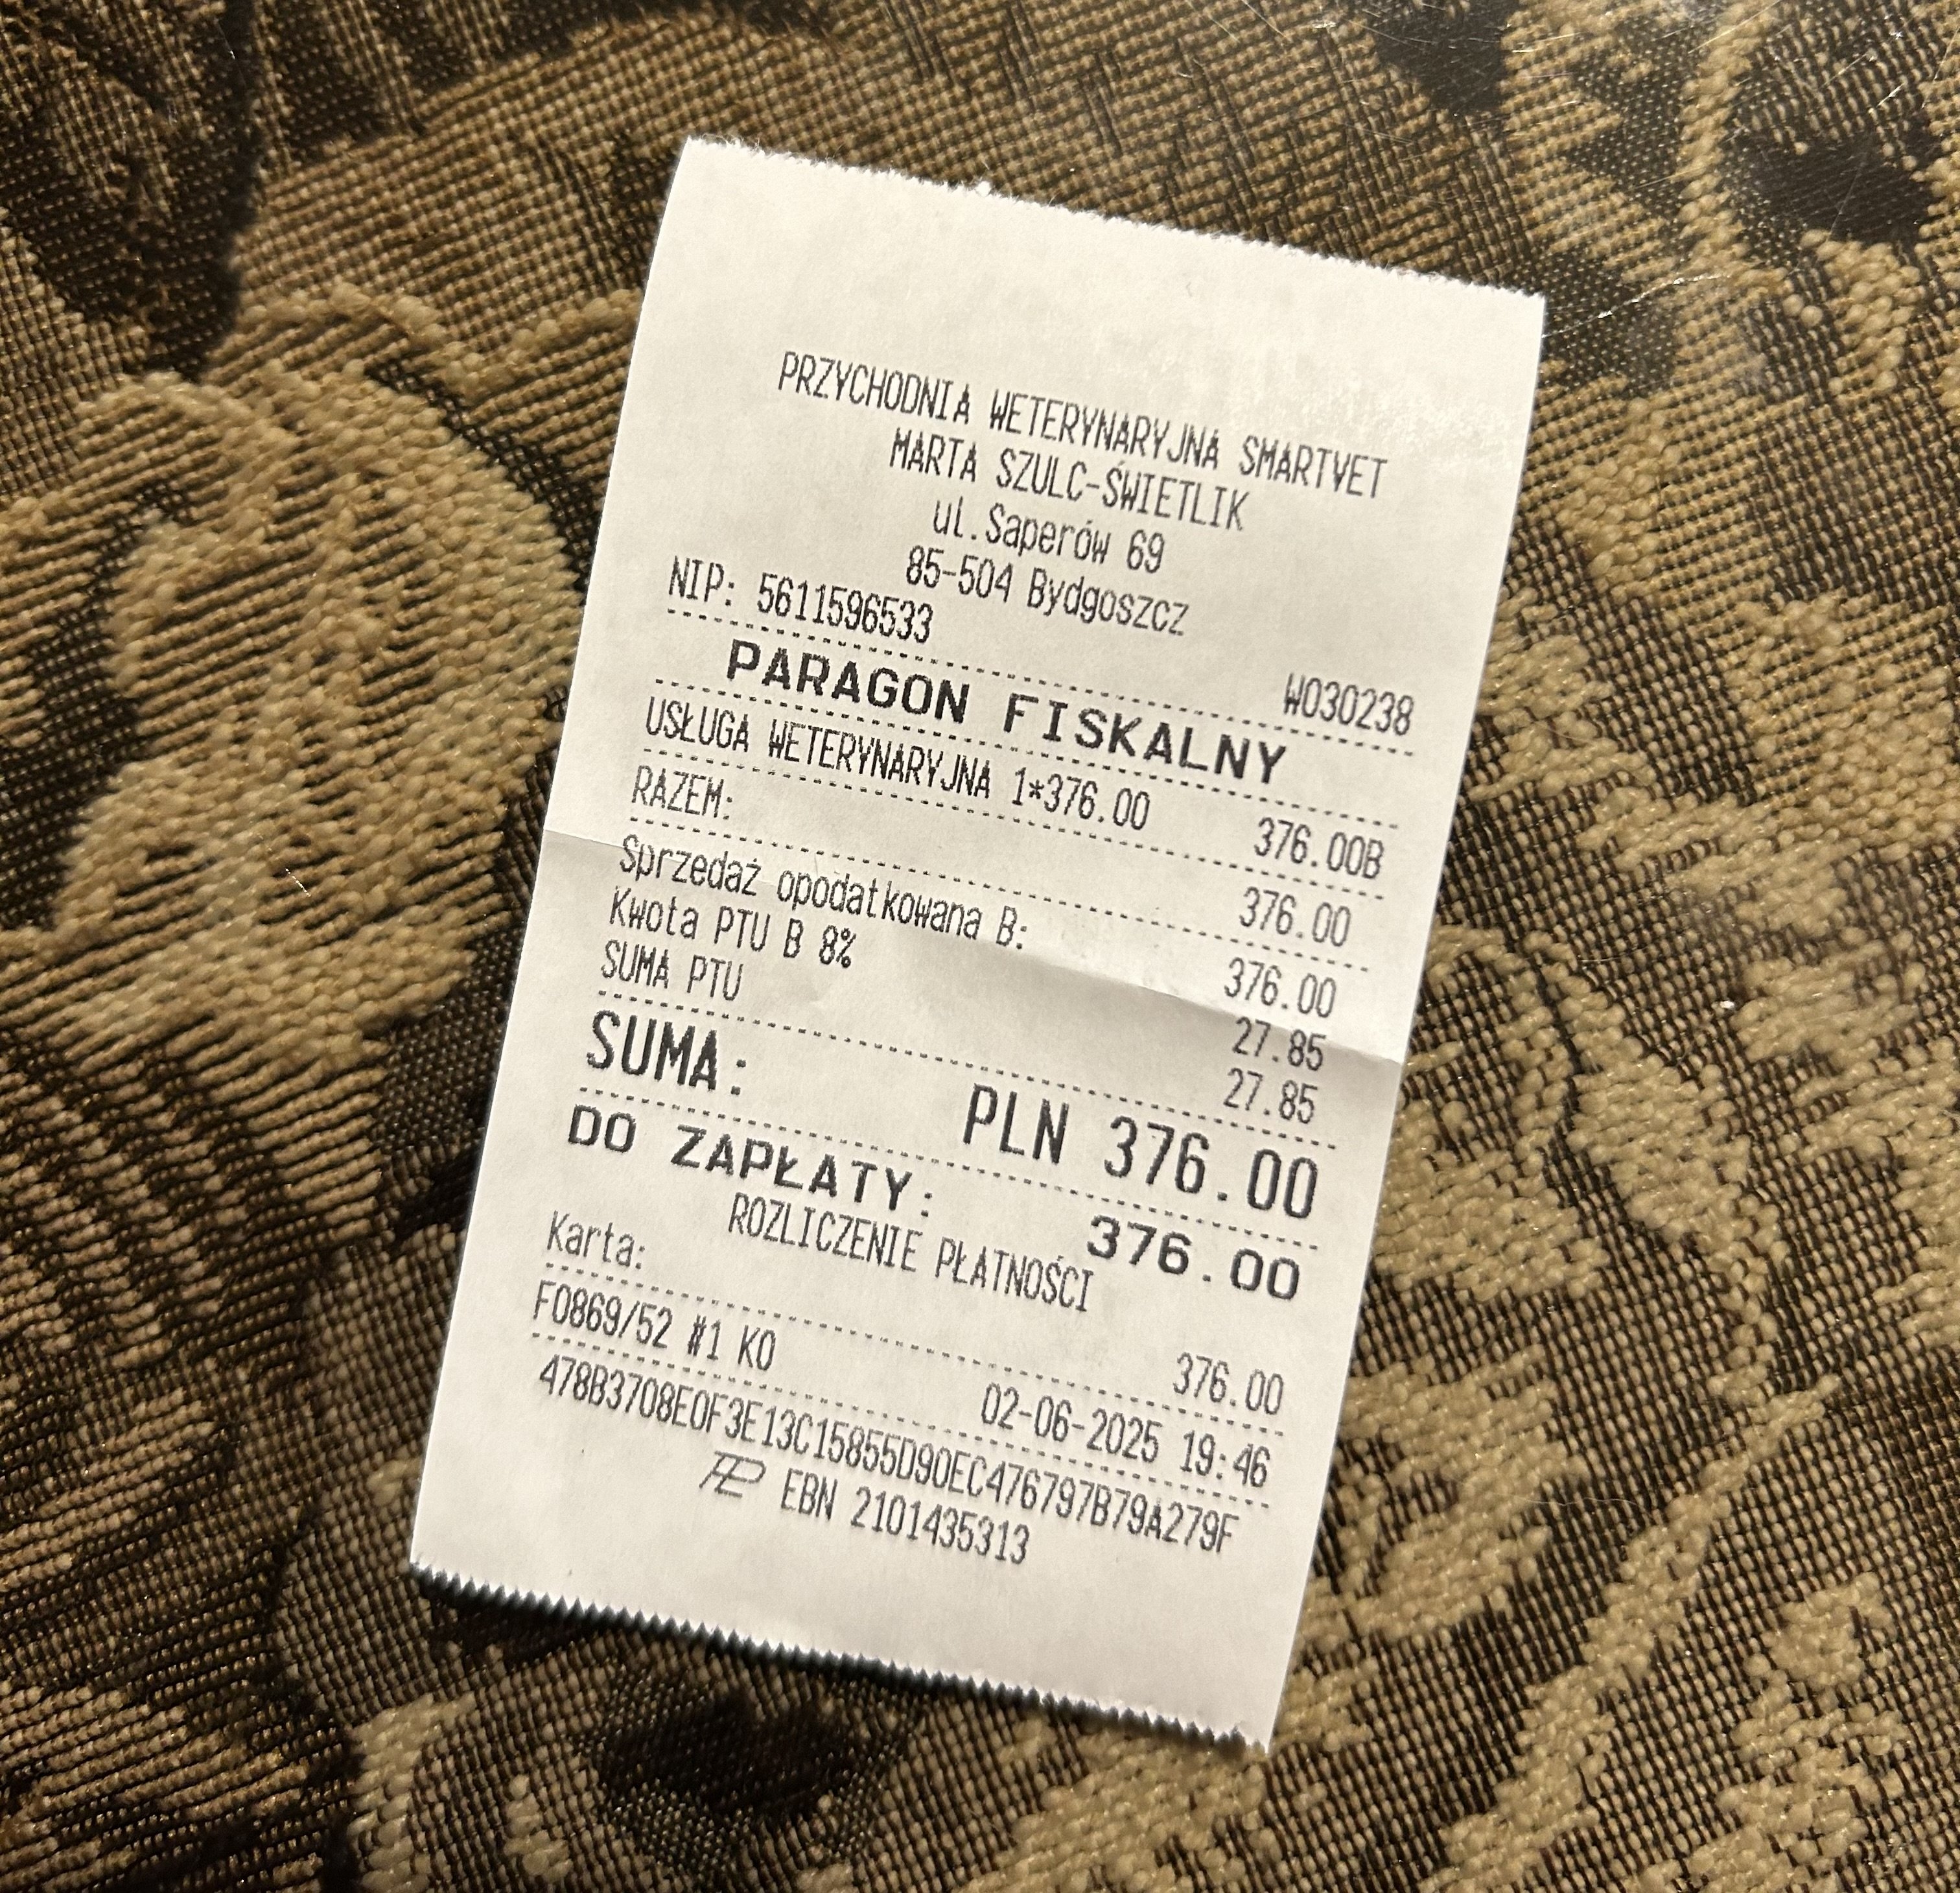 PRZYCHODNIA WETERYNARYJNA SMARTVET
MARTA SZULC-ŚWIETLIK
ul.Saperów 69
85-504 Bydgoszcz
NIP: 5611596533 W030238
PARAGON FISKALNY
USŁUGA WETERYNARYJNA 1*376.00 376.00B
RAZEM: 376.00
Sprzedaż opodatkowana B: 376.00
Kwota PTU B 8% 27.85
SUMA PTU 27.85
SUMA: PLN 376.00
DO ZAPŁATY: 376.00
ROZLICZENIE PŁATNOŚCI
Karta: 376.00
F0869/52 #1 KO 02-06-2025 19:46
478B3708E0F3E13C15855D90EC476797B79A279F
EBN 2101435313